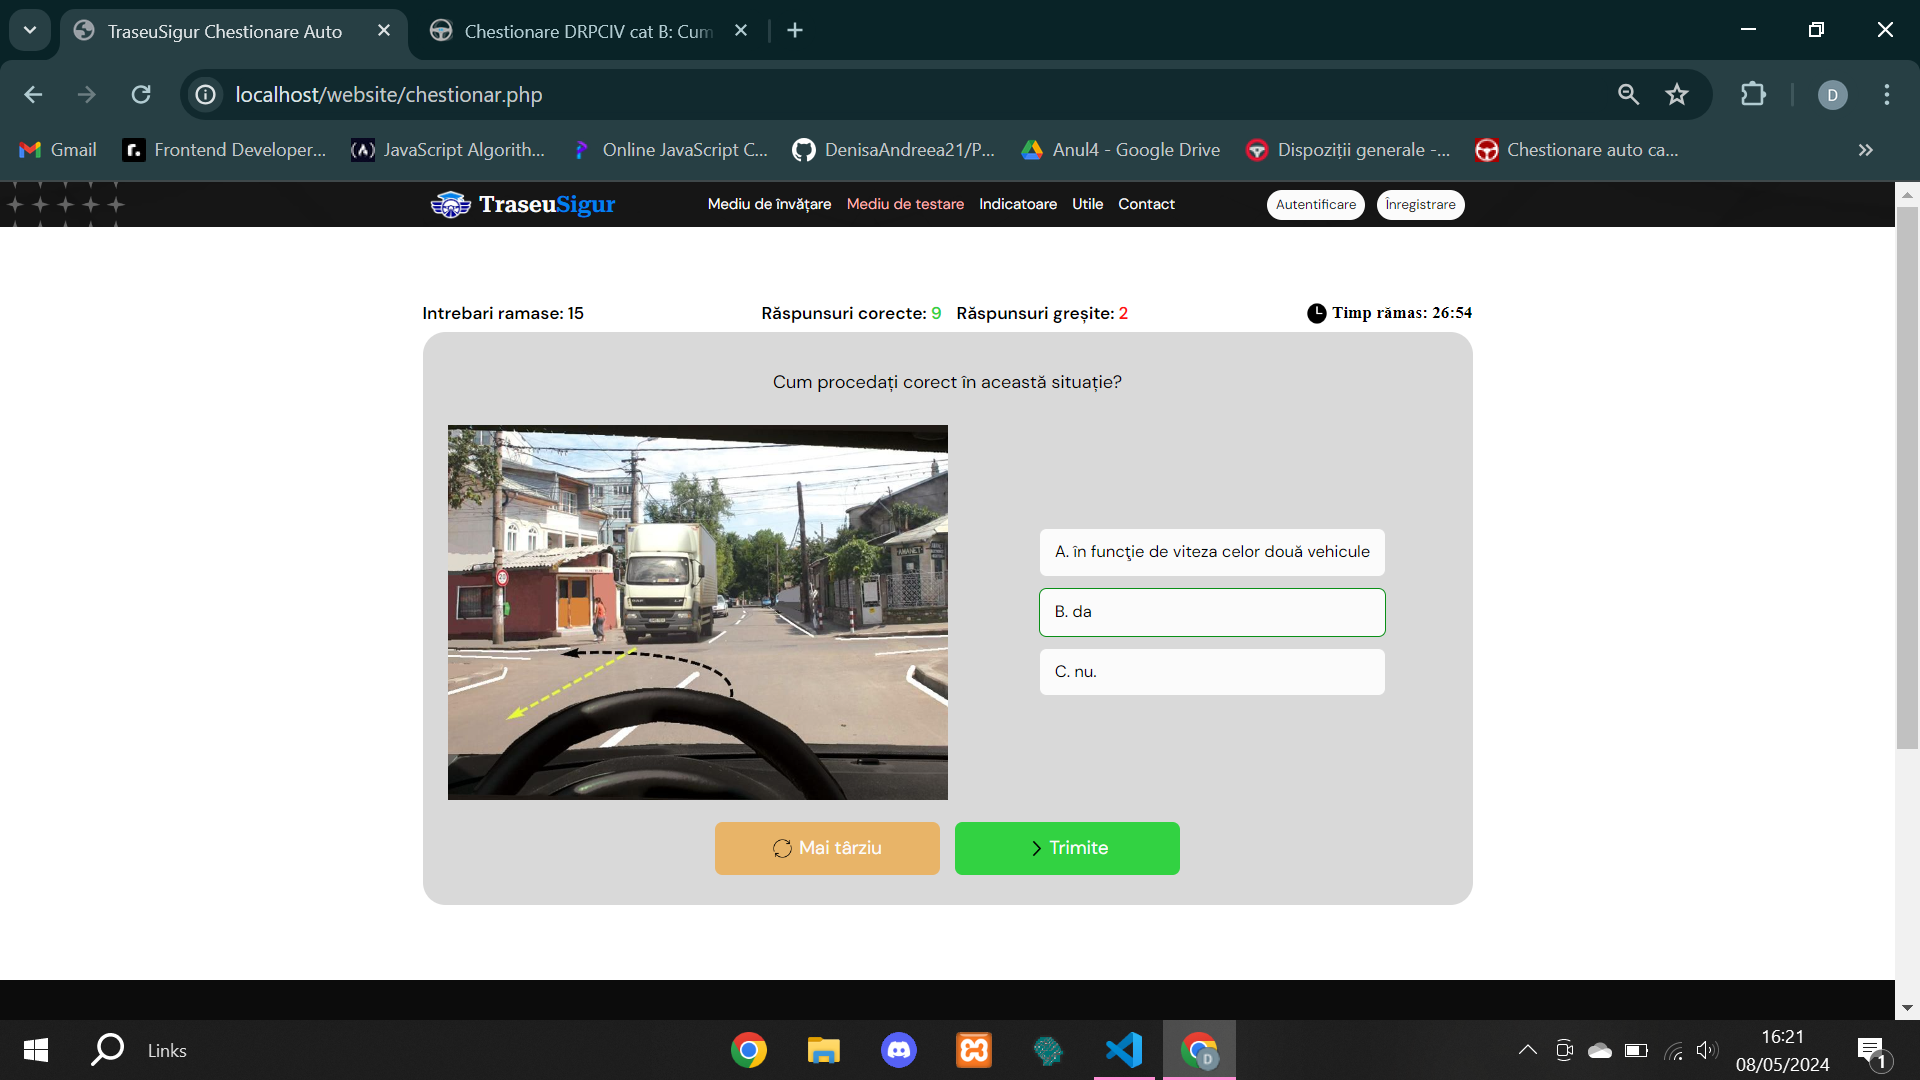 TraseuSigur Chestionare Auto
Chestionare DRPCIV cat B: Cum
localhost/website/chestionar.php
D
Gmail
Frontend Developer...
JavaScript Algorith...
Online JavaScript C...
DenisaAndreea21/P...
Anul4 - Google Drive
Dispoziții generale -...
Chestionare auto ca...
TraseuSigur
Mediu de învățare
Mediu de testare
Indicatoare
Utile
Contact
Autentificare
Înregistrare
Intrebari ramase: 15
Răspunsuri corecte: 9
Răspunsuri greșite: 2
Timp rămas: 26:54
Cum procedați corect în această situație?
AMANET
A. în funcţie de viteza celor două vehicule
B. da
C. nu.
Mai târziu
Trimite
Links
D
16:21
08/05/2024
1